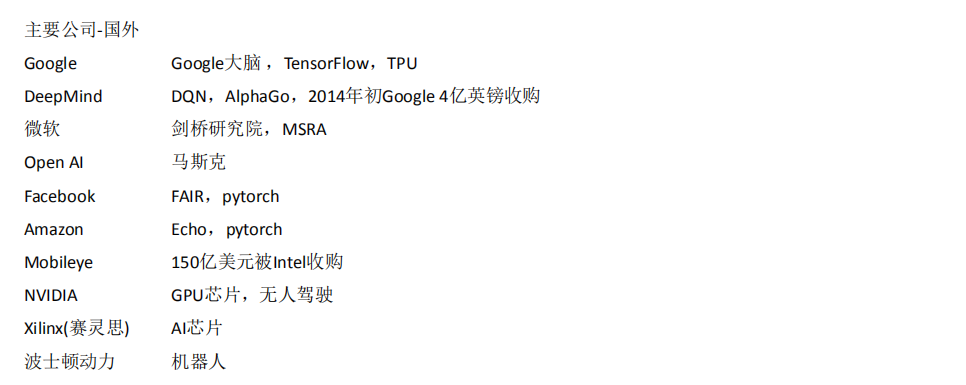 主要公司-国外
Google Google大脑 ，TensorFlow，TPU
DeepMind DQN，AlphaGo，2014年初Google 4亿英镑收购
微软 剑桥研究院，MSRA
Open AI 马斯克
Facebook FAIR，pytorch
Amazon Echo，pytorch
Mobileye 150亿美元被Intel收购
NVIDIA GPU芯片，无人驾驶
Xilinx(赛灵思) AI芯片
波士顿动力 机器人